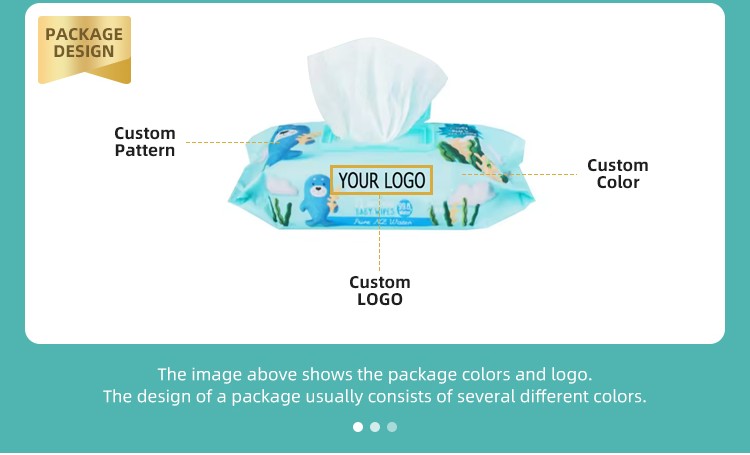 PACKAGE
DESIGN
Custom
Pattern
Custom
Color
YOUR LOGO
BABY WIPES
Custom
LOGO
The image above shows the package colors and logo.
The design of a package usually consists of several different colors.